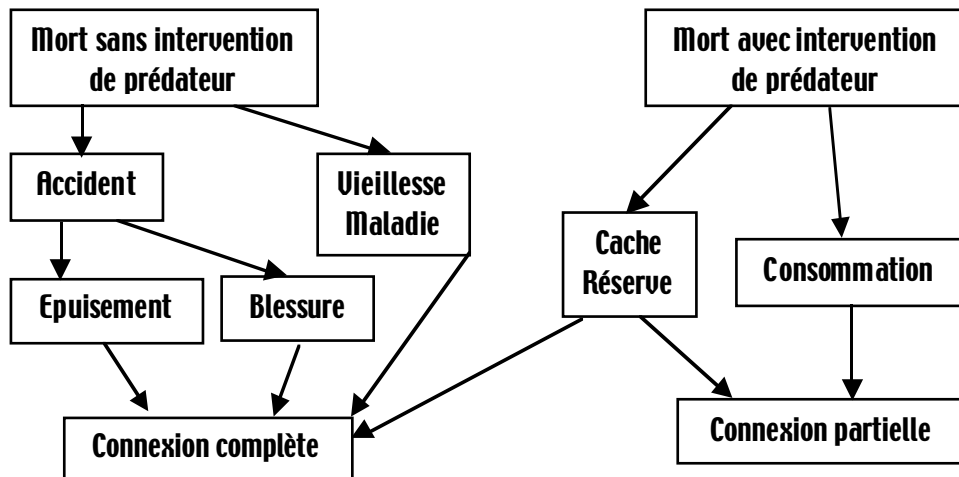 Mort sans intervention
de prédateur
Mort avec intervention
de prédateur
Accident
Vieillesse
Maladie
Cache
Réserve
Consommation
Epuisement
Blessure
Connexion complète
Connexion partielle